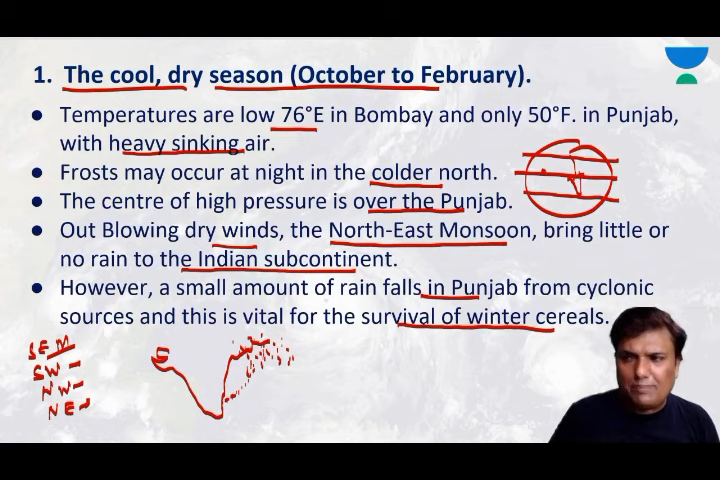 1. The cool, dry season (October to February).
● Temperatures are low 76°E in Bombay and only 50°F. in Punjab,
with heavy sinking air.
● Frosts may occur at night in the colder north.
● The centre of high pressure is over the Punjab.
● Out Blowing dry winds, the North-East Monsoon, bring little or
no rain to the Indian subcontinent.
● However, a small amount of rain falls in Punjab from cyclonic
sources and this is vital for the survival of winter cereals.
SW -
NW -
NE